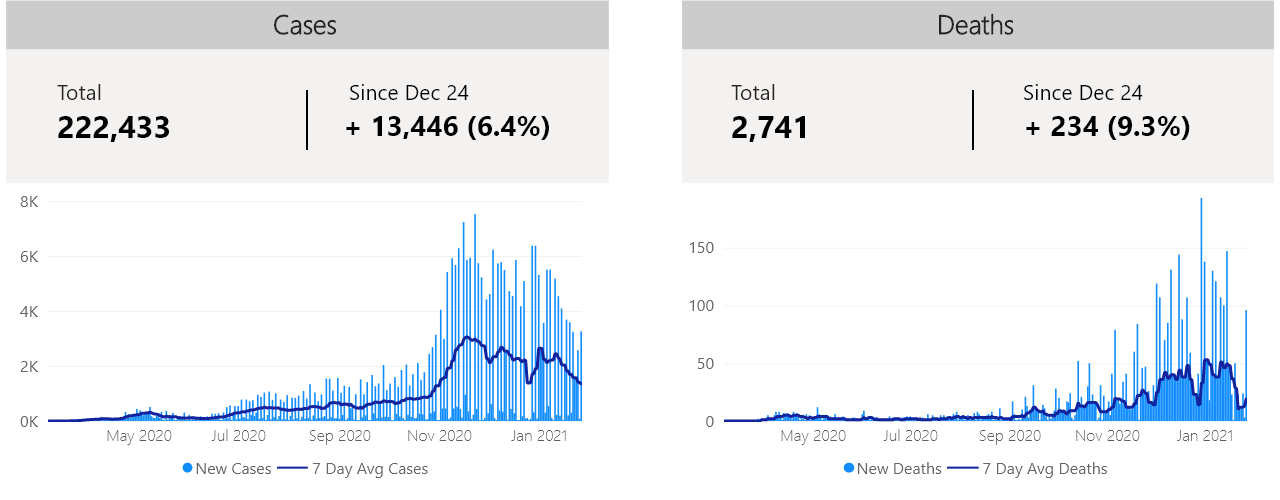 Cases
Total
222,433
Since Dec 24
+ 13,446 (6.4%)
8K
6K
4K
2K
0K
May 2020 Jul 2020 Sep 2020 Nov 2020 Jan 2021
New Cases 7 Day Avg Cases
Deaths
Total
2,741
Since Dec 24
+ 234 (9.3%)
150
100
50
0
May 2020 Jul 2020 Sep 2020 Nov 2020 Jan 2021
New Deaths 7 Day Avg Deaths